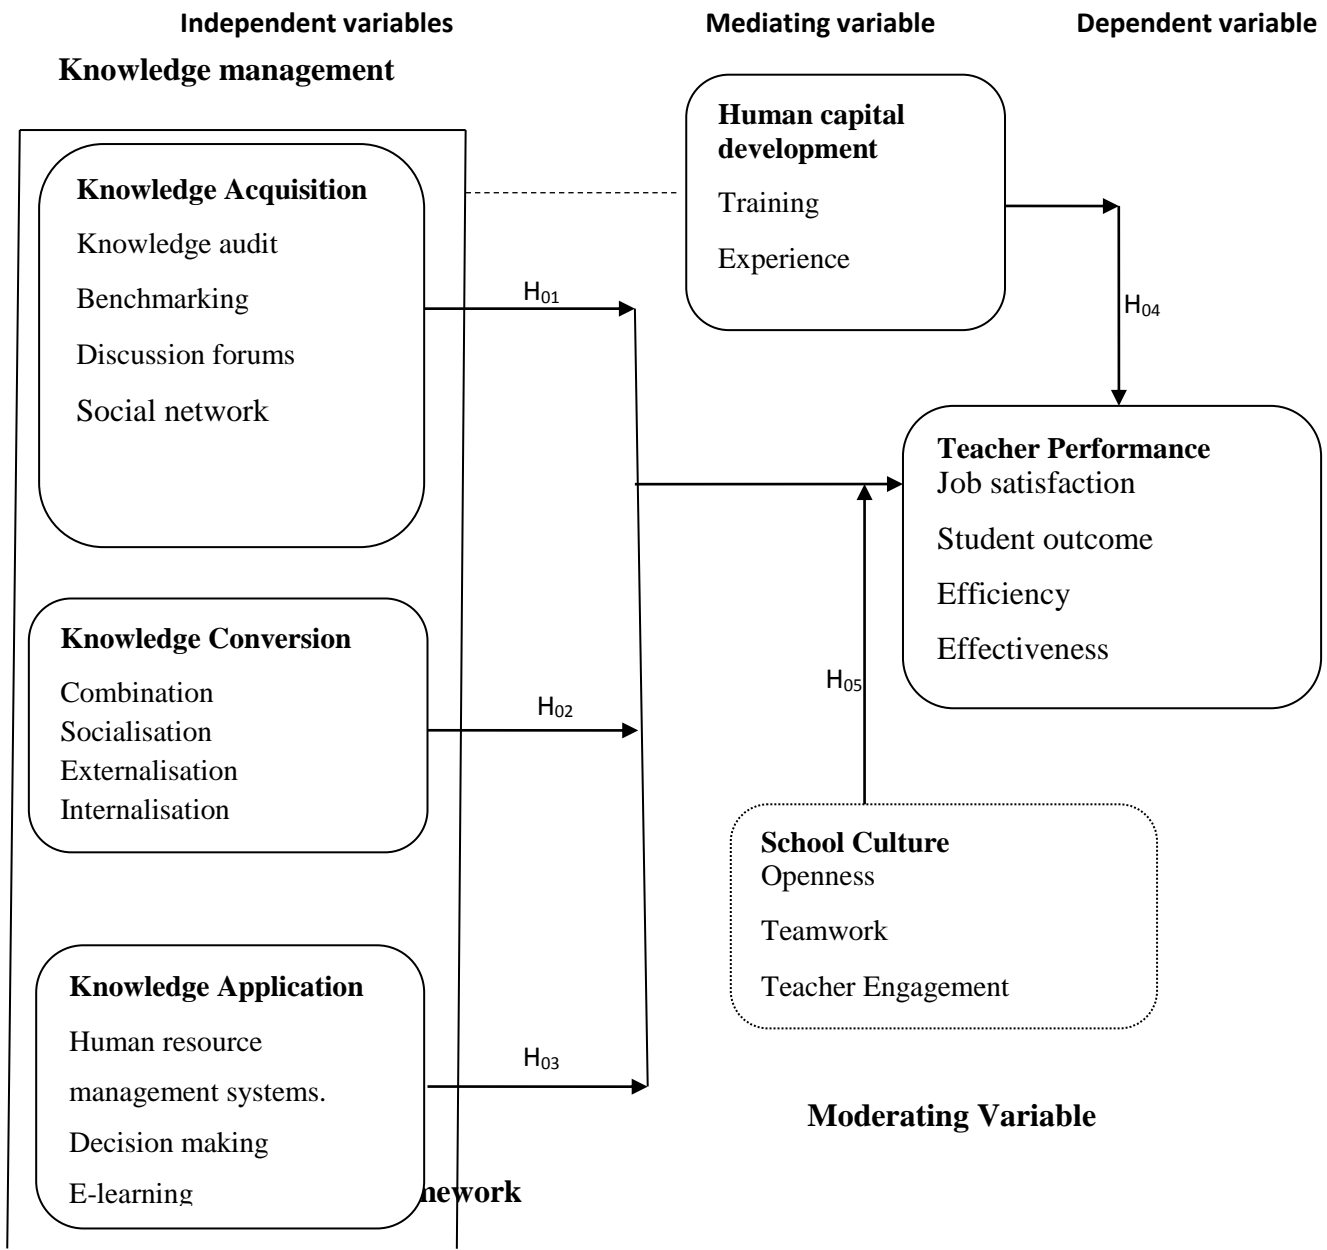 Independent variables
Mediating variable
Dependent variable
Knowledge management
Human capital
development
Training
Experience
Knowledge Acquisition
Knowledge audit
Benchmarking
Discussion forums
Social network
H01
H04
Teacher Performance
Job satisfaction
Student outcome
Efficiency
Effectiveness
Knowledge Conversion
Combination
Socialisation
Externalisation
Internalisation
H02
H05
School Culture
Openness
Teamwork
Teacher Engagement
Knowledge Application
Human resource
management systems.
Decision making
E-learning
H03
Moderating Variable